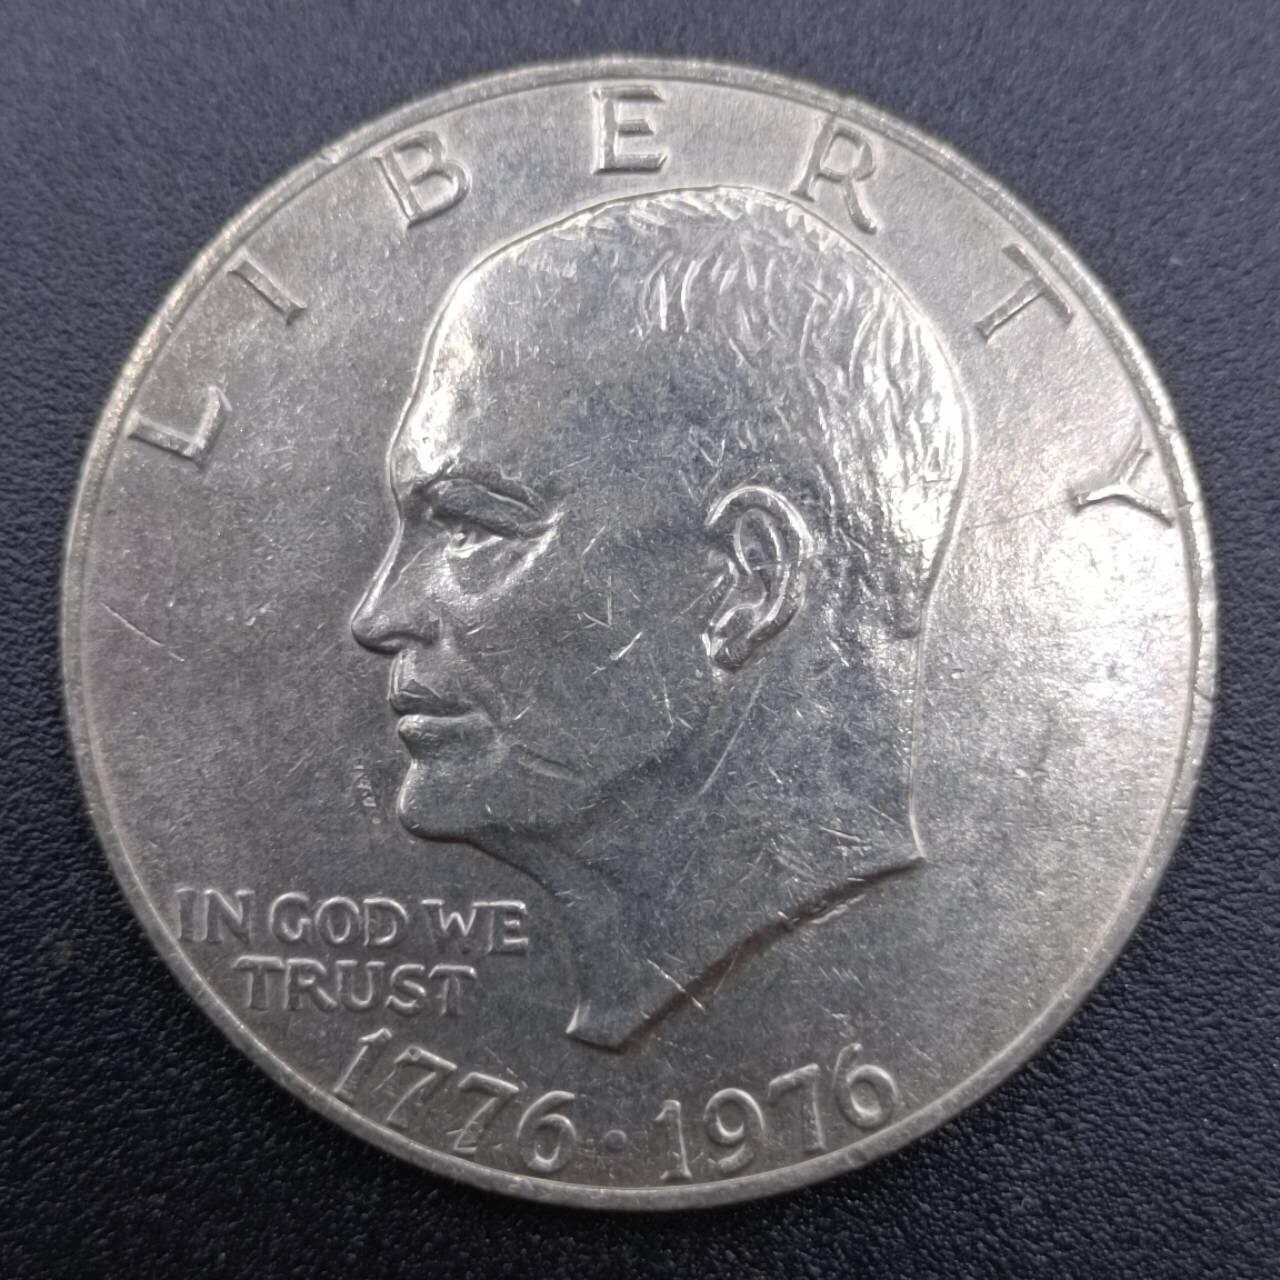 LIBERTY
IN GOD WE
TRUST
1776·1976